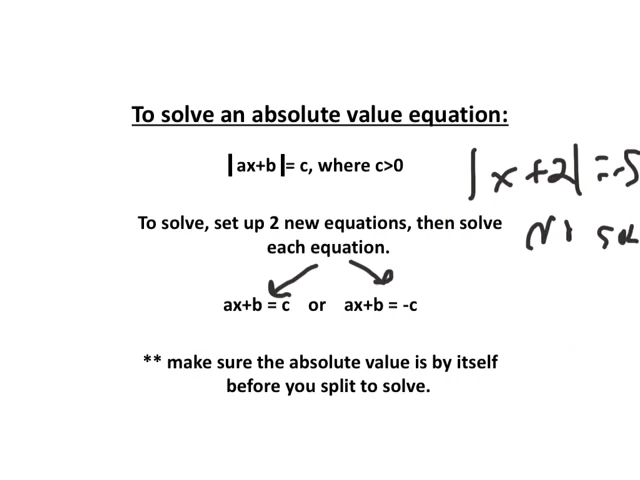 To solve an absolute value equation:
|ax+b|= c, where c>0
|x+2|=-5
To solve, set up 2 new equations, then solve
each equation.
ax+b = c or ax+b = -c
** make sure the absolute value is by itself
before you split to solve.